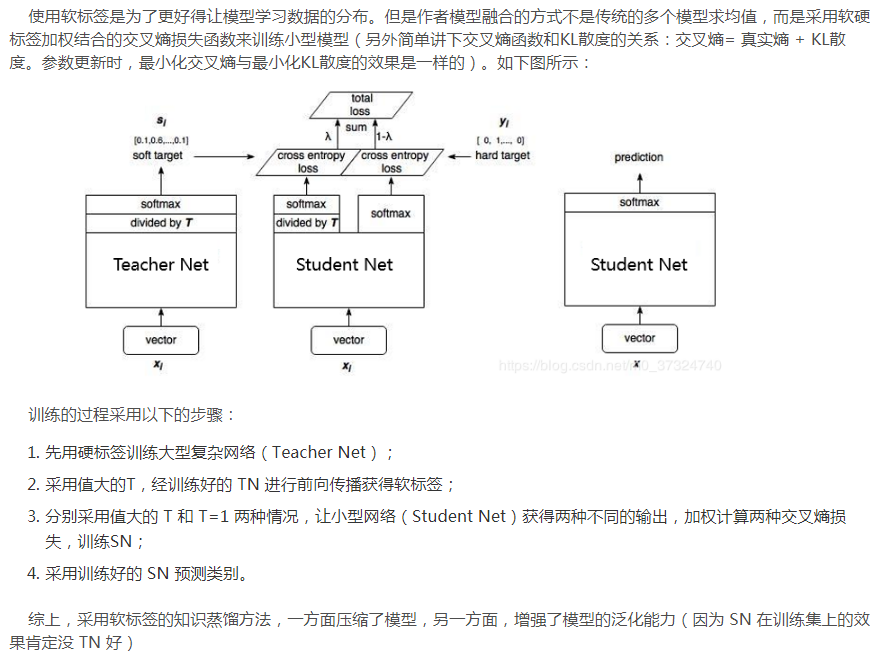 使用软标签是为了更好得让模型学习数据的分布。但是作者模型融合的方式不是传统的多个模型求均值，而是采用软硬
标签加权结合的交叉熵损失函数来训练小型模型（另外简单讲下交叉熵函数和KL散度的关系：交叉熵= 真实熵 + KL散
度。参数更新时，最小化交叉熵与最小化KL散度的效果是一样的）。如下图所示：
total
loss
sum
λ
1-λ
si
[0.1,0.6,...,0.1]
soft target
cross entropy
loss
cross entropy
loss
yi
[ 0, 1,..., 0]
hard target
softmax
divided by T
Teacher Net
vector
xi
softmax
divided by T
softmax
Student Net
vector
xi
prediction
softmax
Student Net
vector
x
训练的过程采用以下的步骤：
1. 先用硬标签训练大型复杂网络（Teacher Net）；
2. 采用值大的T，经训练好的 TN 进行前向传播获得软标签；
3. 分别采用值大的 T 和 T=1 两种情况，让小型网络（Student Net）获得两种不同的输出，加权计算两种交叉熵损
失，训练SN；
4. 采用训练好的 SN 预测类别。
综上，采用软标签的知识蒸馏方法，一方面压缩了模型，另一方面，增强了模型的泛化能力（因为 SN 在训练集上的效
果肯定没 TN 好）